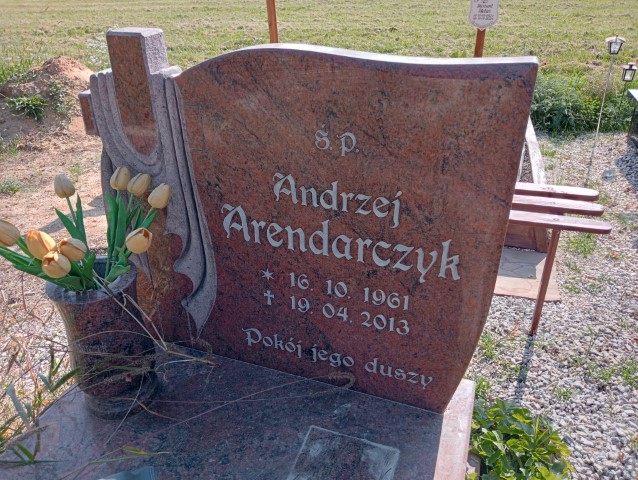 Ś. P.
Andrzej
Arendarczyk
* 16. 10. 1961
✝ 19. 04. 2013
Pokój jego duszy